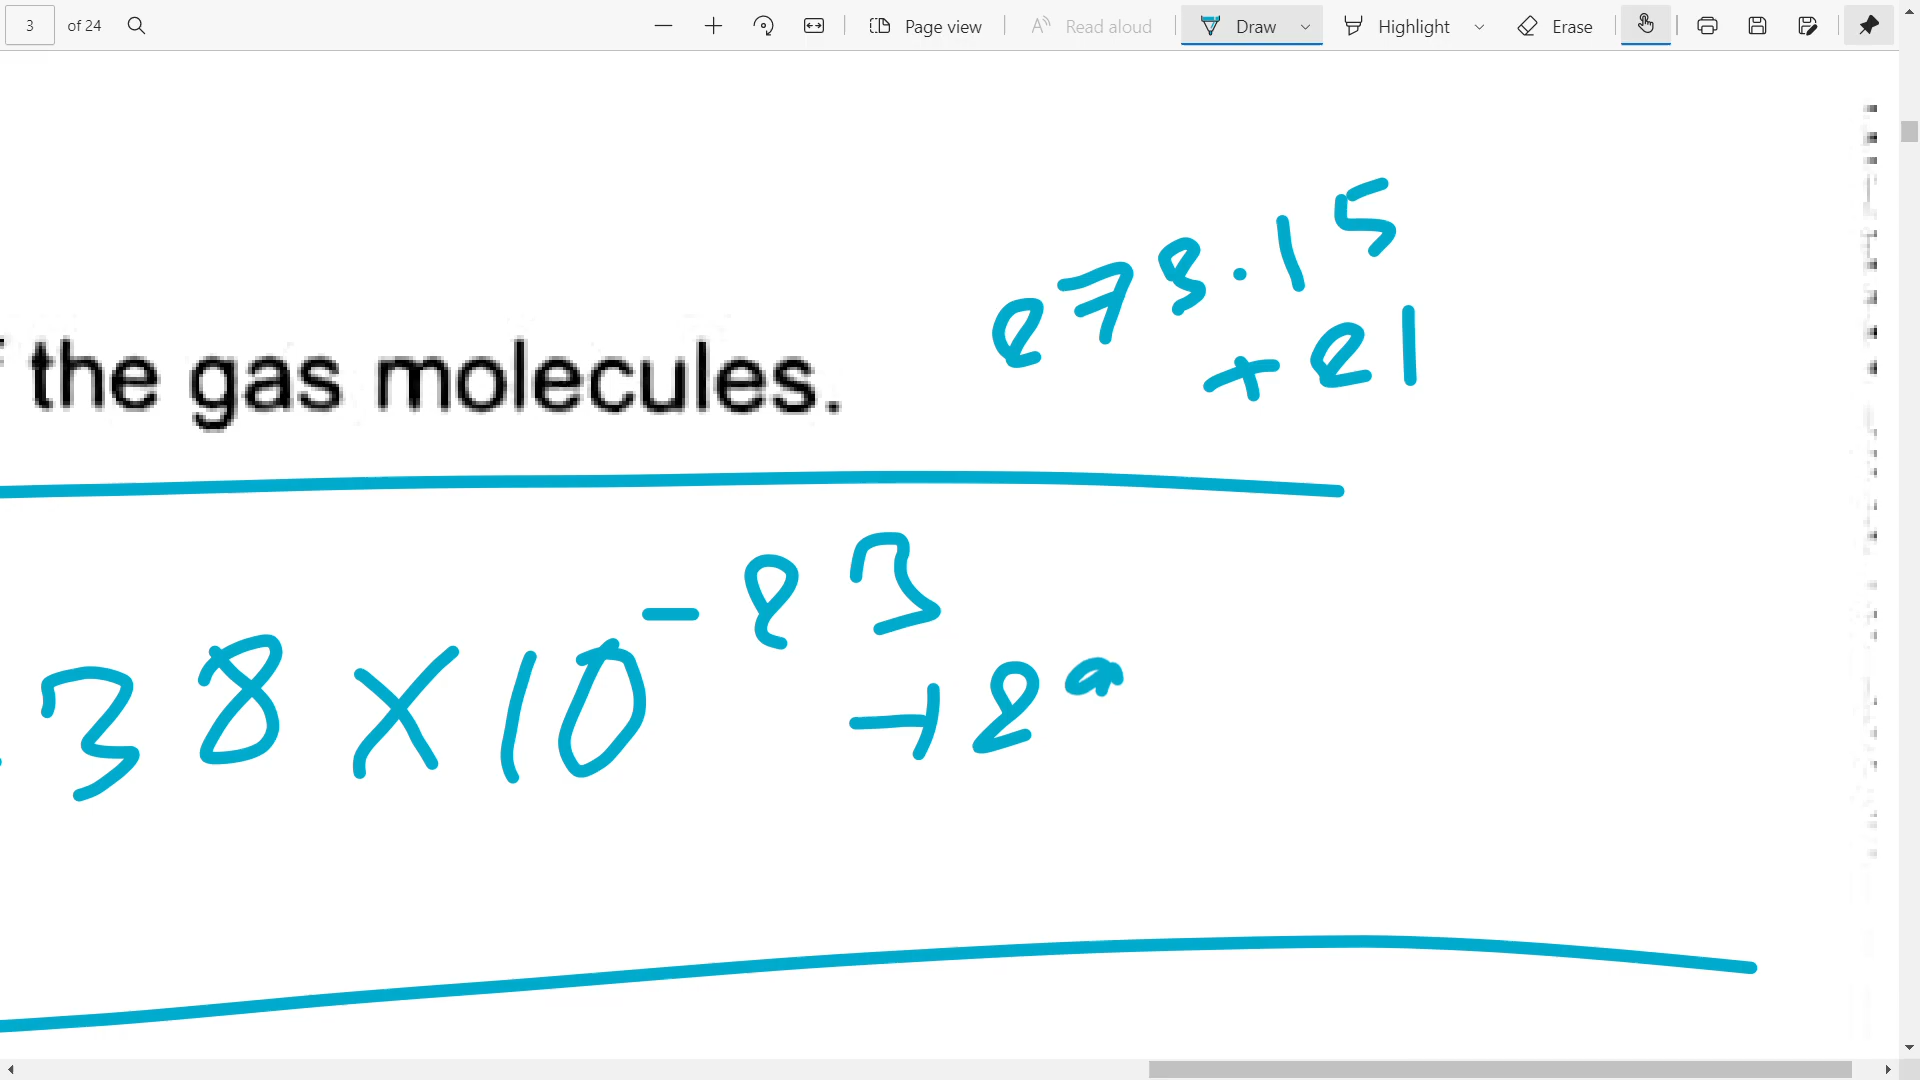 3 of 24 Page view Read aloud Draw Highlight Erase
273.15
+21
the gas molecules.
38 × 10^-23